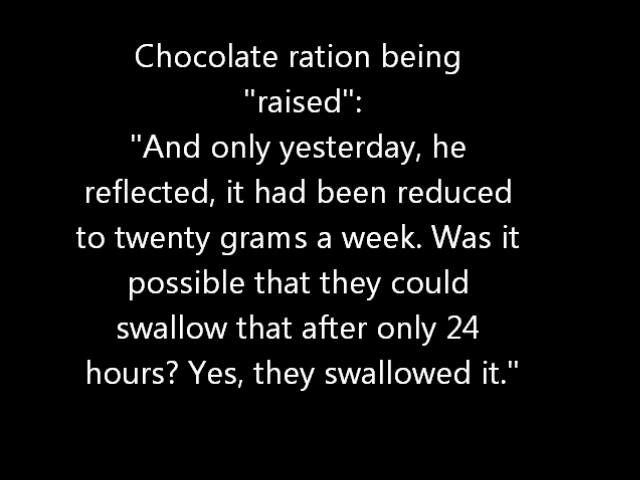 Chocolate ration being
"raised":
"And only yesterday, he
reflected, it had been reduced
to twenty grams a week. Was it
possible that they could
swallow that after only 24
hours? Yes, they swallowed it."